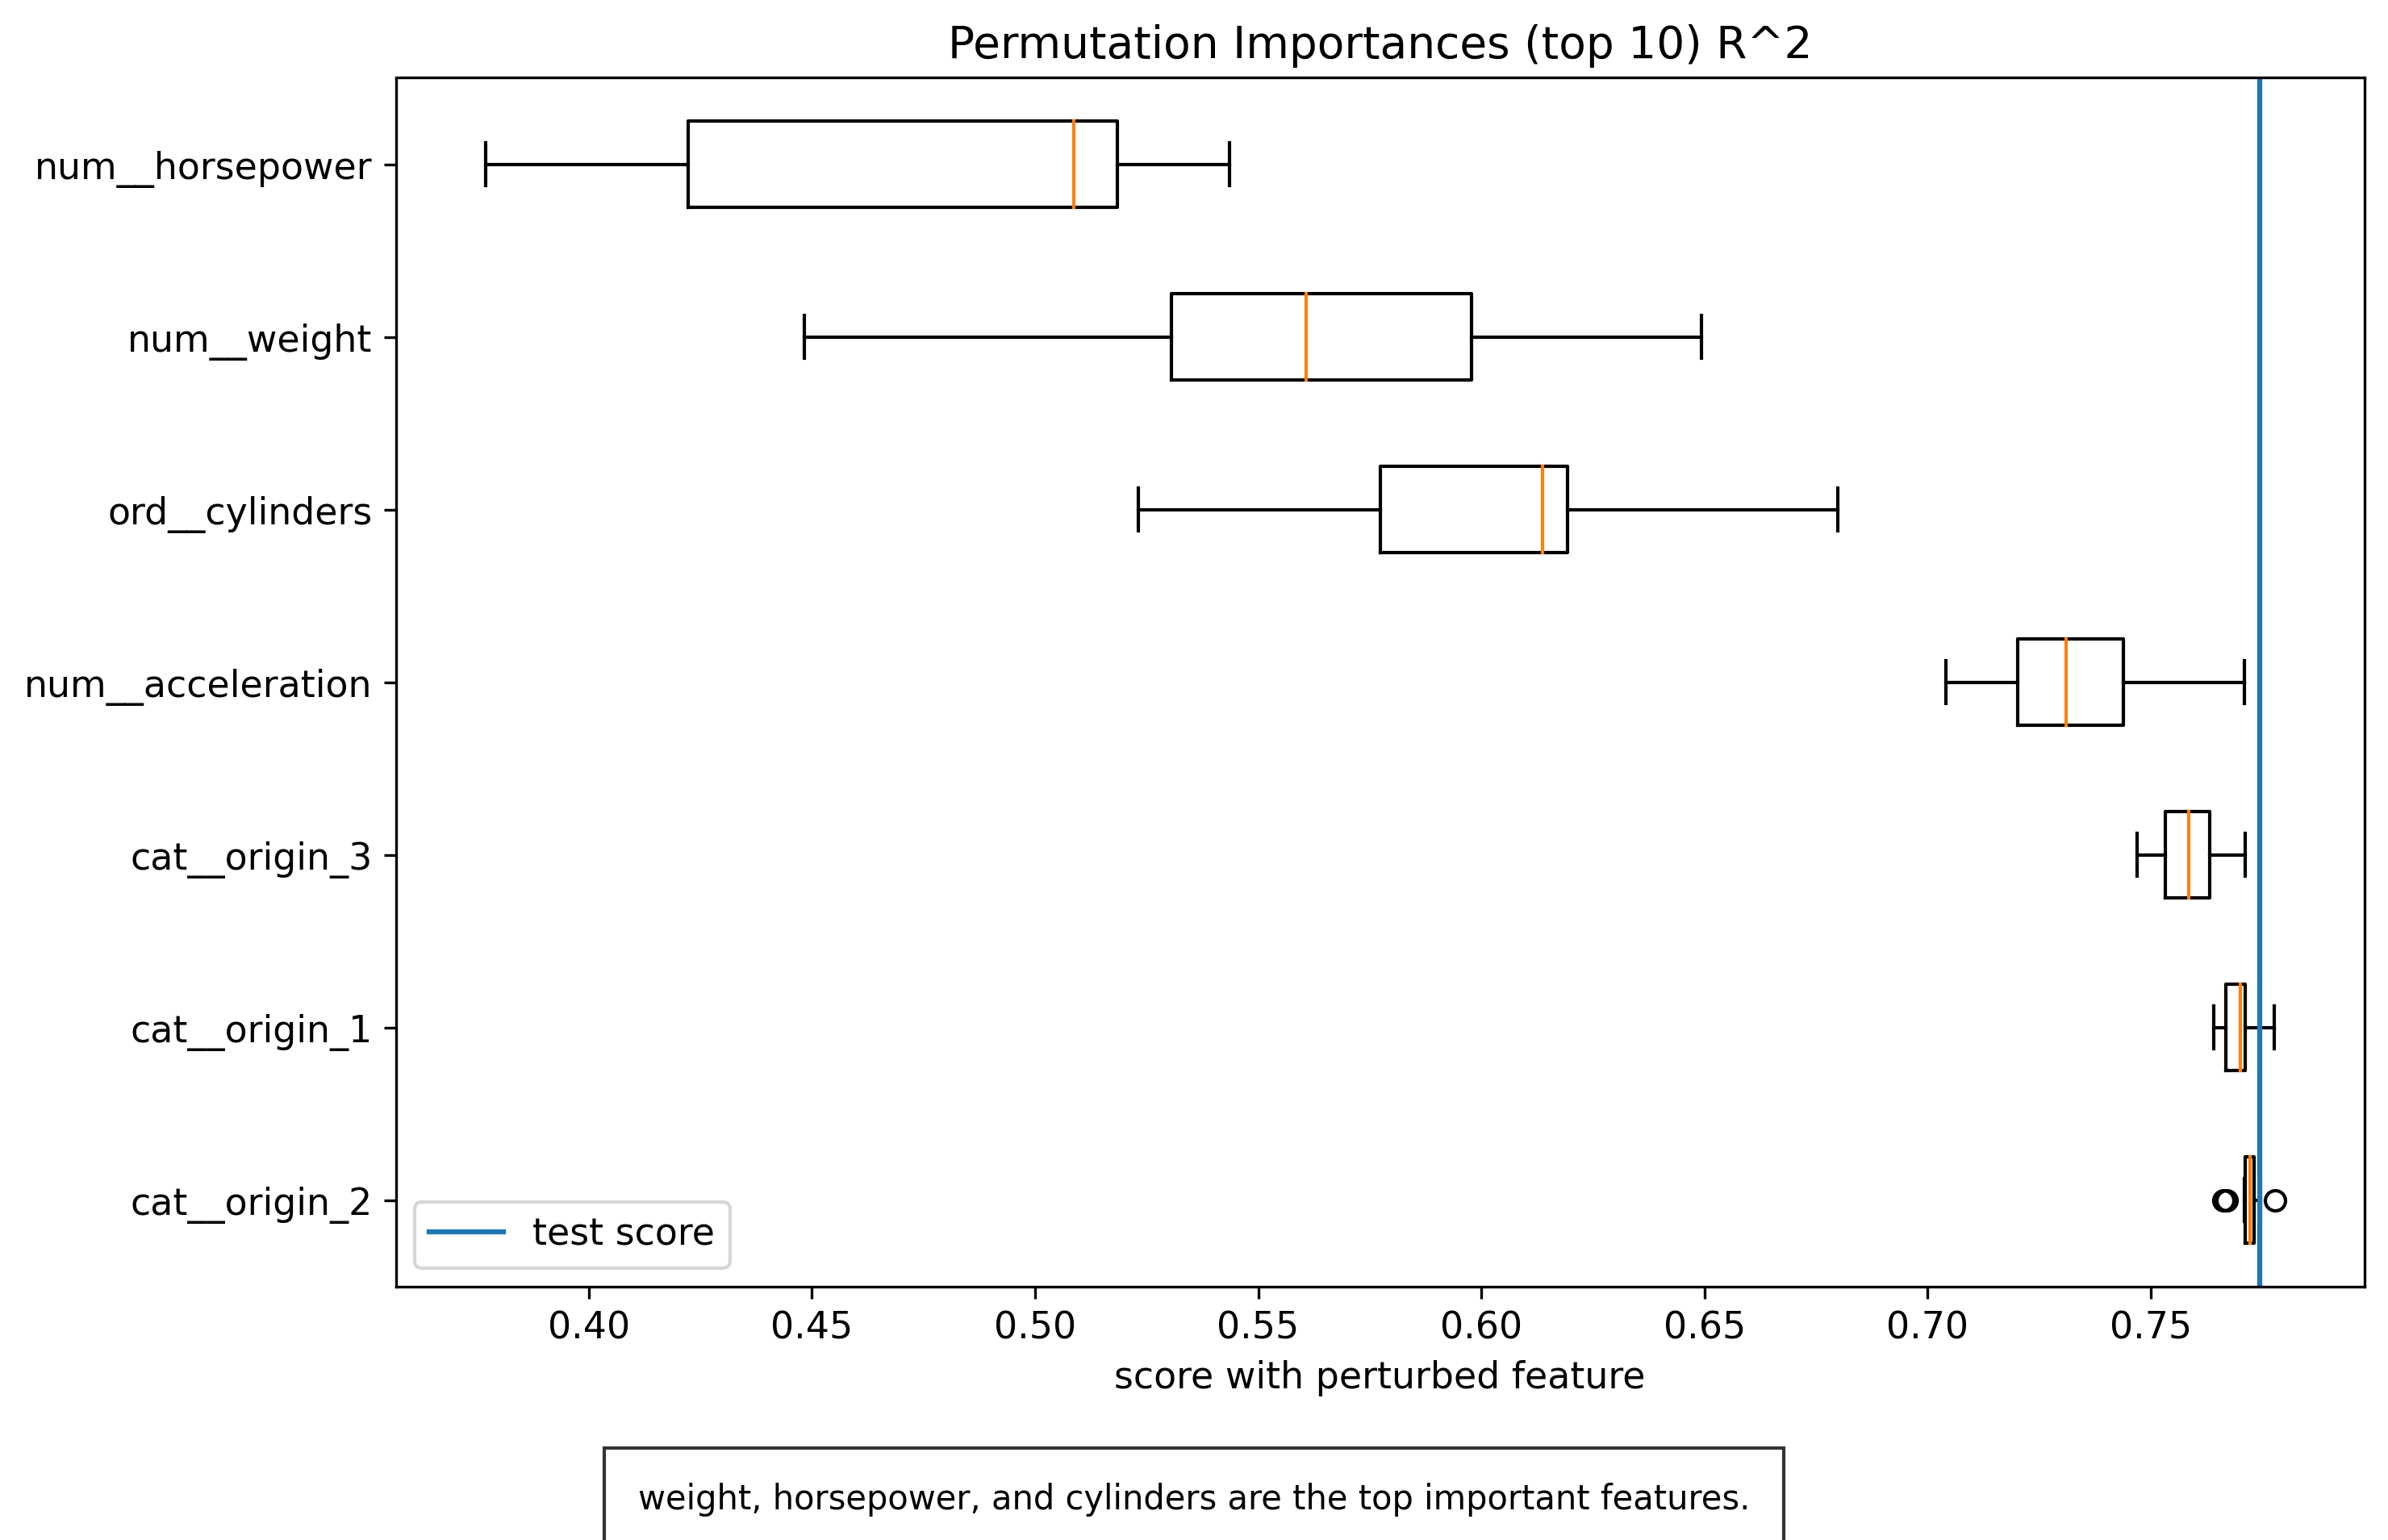 Permutation Importances (top 10) R^2
num__horsepower
num__weight
ord__cylinders
num__acceleration
cat__origin_3
cat__origin_1
cat__origin_2
test score
0.40 0.45 0.50 0.55 0.60 0.65 0.70 0.75
score with perturbed feature
weight, horsepower, and cylinders are the top important features.